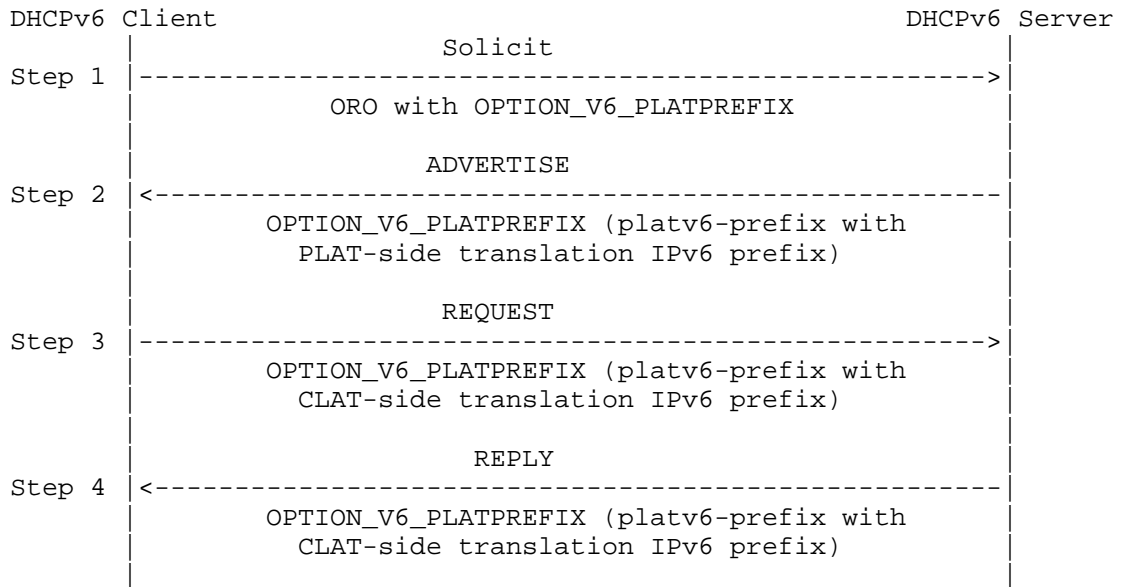 DHCPv6 Client                                           DHCPv6 Server
       |                   Solicit                            |
Step 1 |----------------------------------------------------->|
       |            ORO with OPTION_V6_PLATPREFIX             |
       |                                                      |
       |                  ADVERTISE                           |
Step 2 |<-----------------------------------------------------|
       |        OPTION_V6_PLATPREFIX (platv6-prefix with      |
       |          PLAT-side translation IPv6 prefix)          |
       |                                                      |
       |                   REQUEST                            |
Step 3 |----------------------------------------------------->|
       |        OPTION_V6_PLATPREFIX (platv6-prefix with      |
       |          CLAT-side translation IPv6 prefix)          |
       |                                                      |
       |                     REPLY                            |
Step 4 |<-----------------------------------------------------|
       |        OPTION_V6_PLATPREFIX (platv6-prefix with      |
       |          CLAT-side translation IPv6 prefix)          |
       |                                                      |